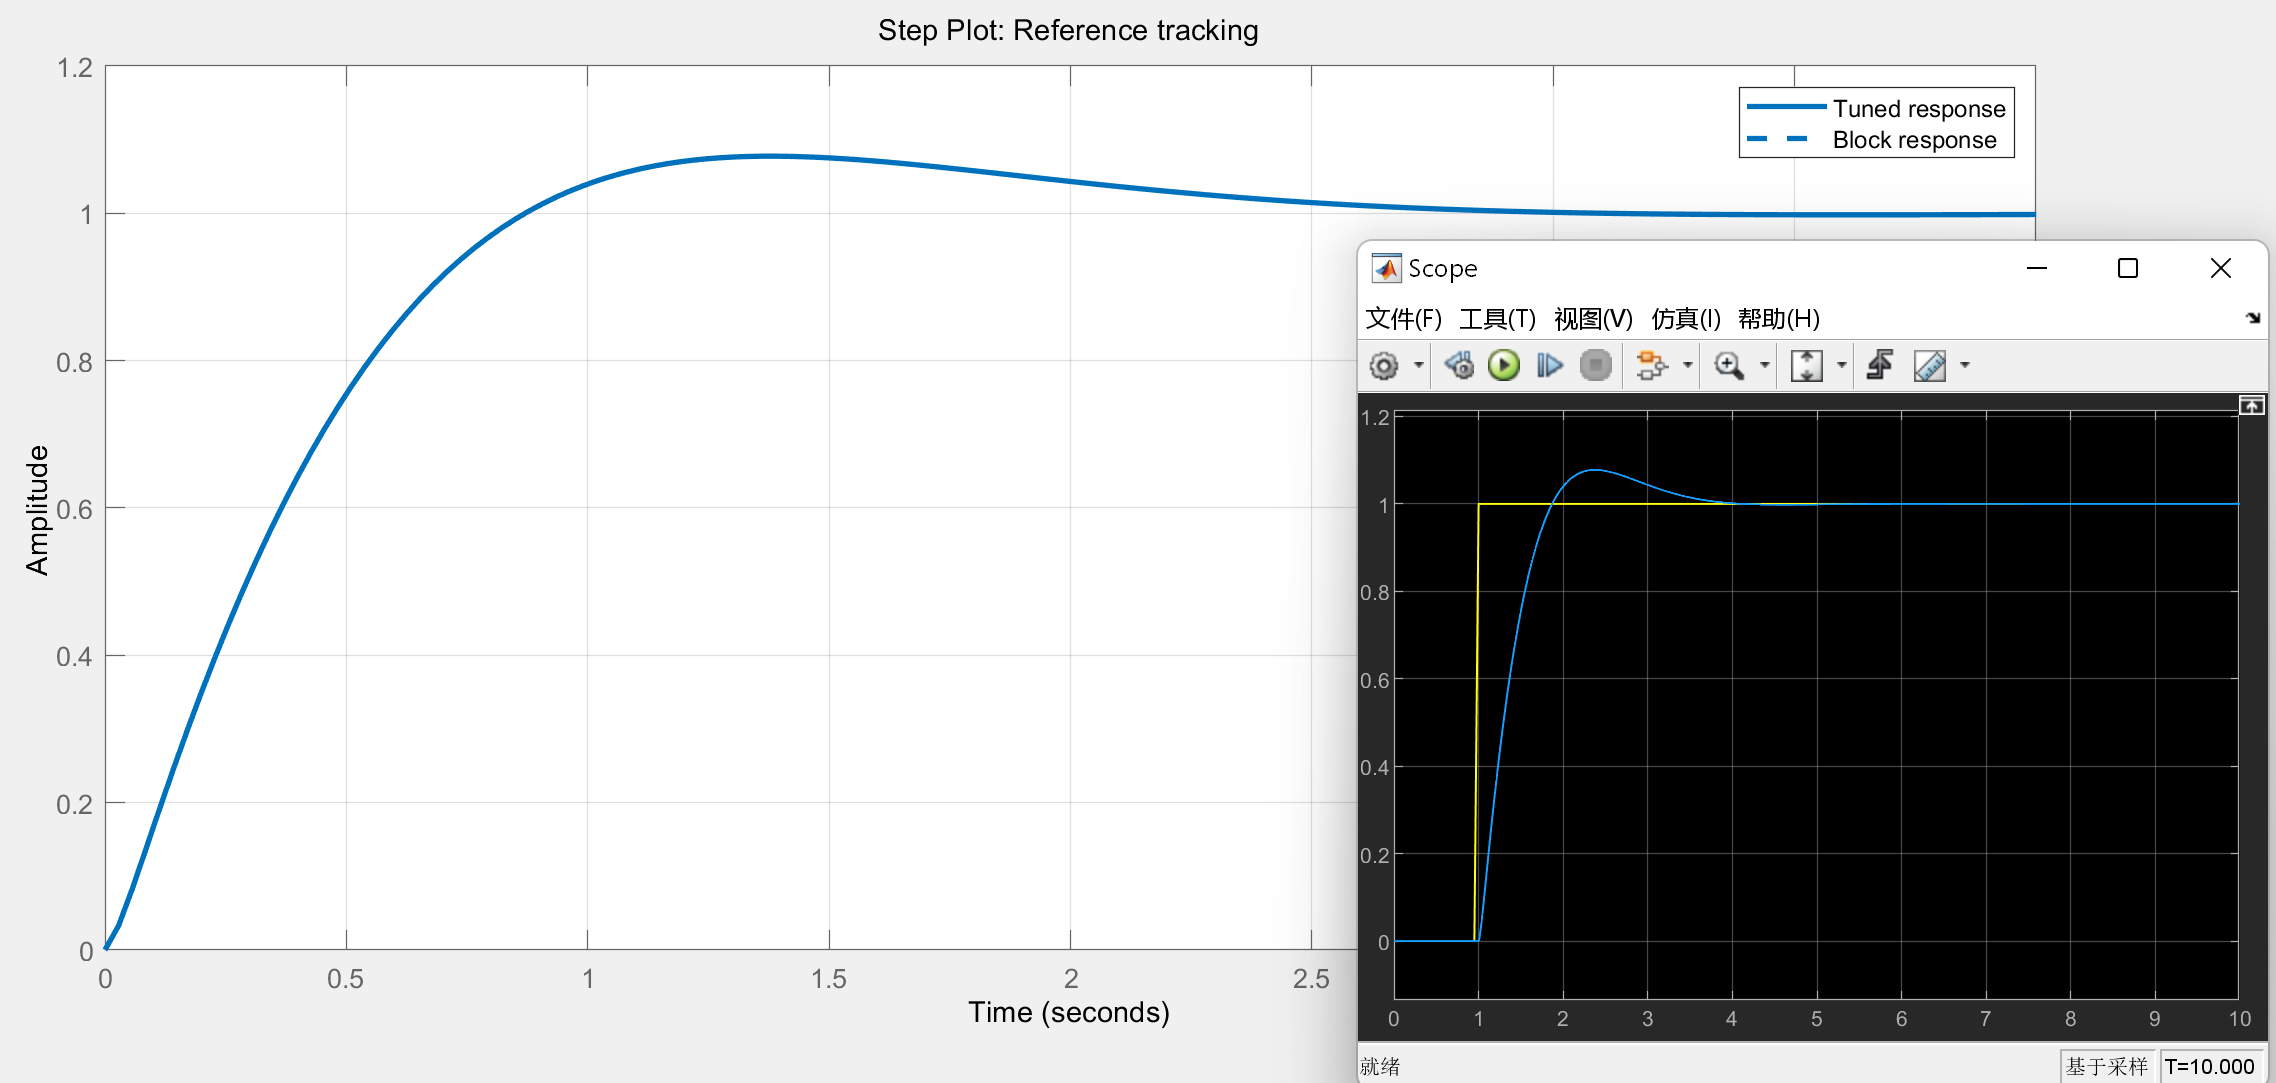 Step Plot: Reference tracking
1.2
1
0.8
0.6
0.4
0.2
0
Amplitude
0
0.5
1
1.5
2
2.5
Time (seconds)
Tuned response
Block response
Scope
文件(F) 工具(T) 视图(V) 仿真(I) 帮助(H)
1.2
1
0.8
0.6
0.4
0.2
0
0 1 2 3 4 5 6 7 8 9 10
就绪
基于采样 T=10.000